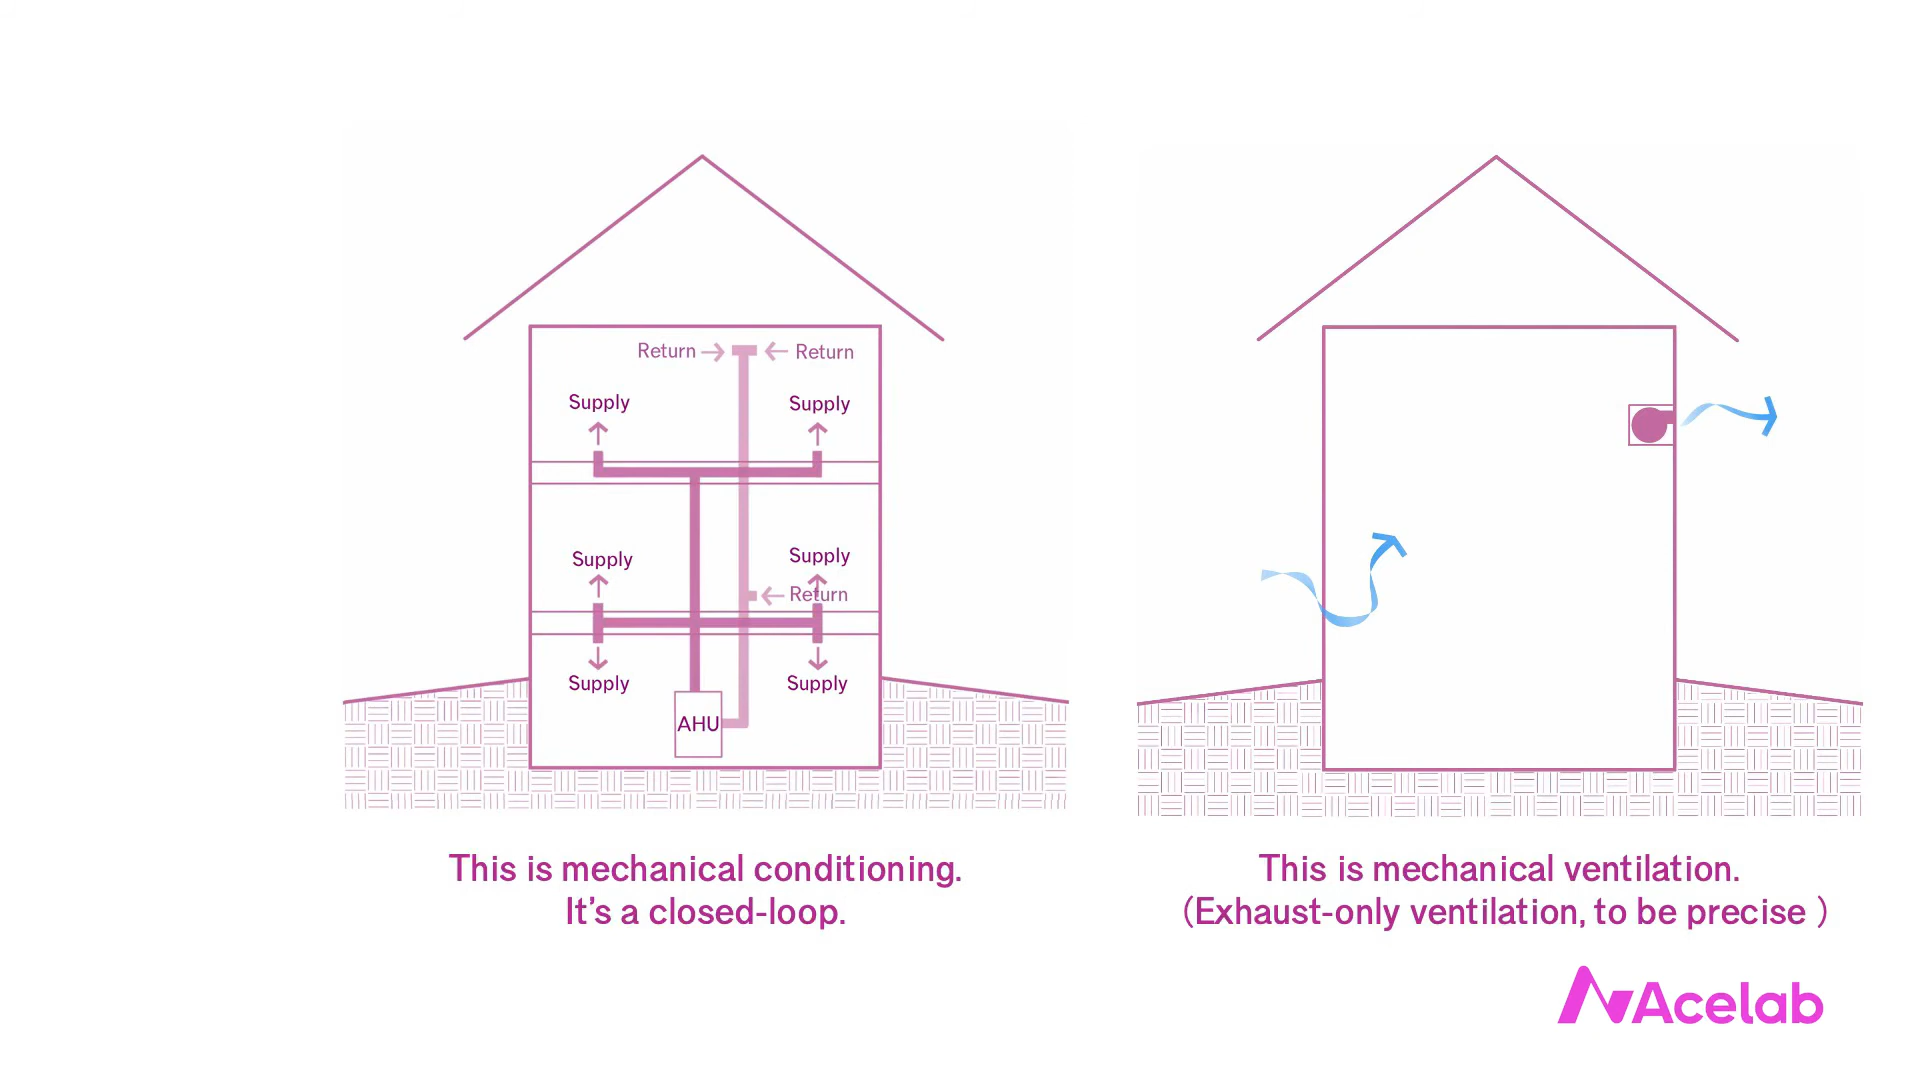 Return
Return
Supply
Supply
Supply
Supply
Return
Supply
Supply
AHU
This is mechanical conditioning.
It's a closed-loop.
This is mechanical ventilation.
(Exhaust-only ventilation, to be precise )
Acelab